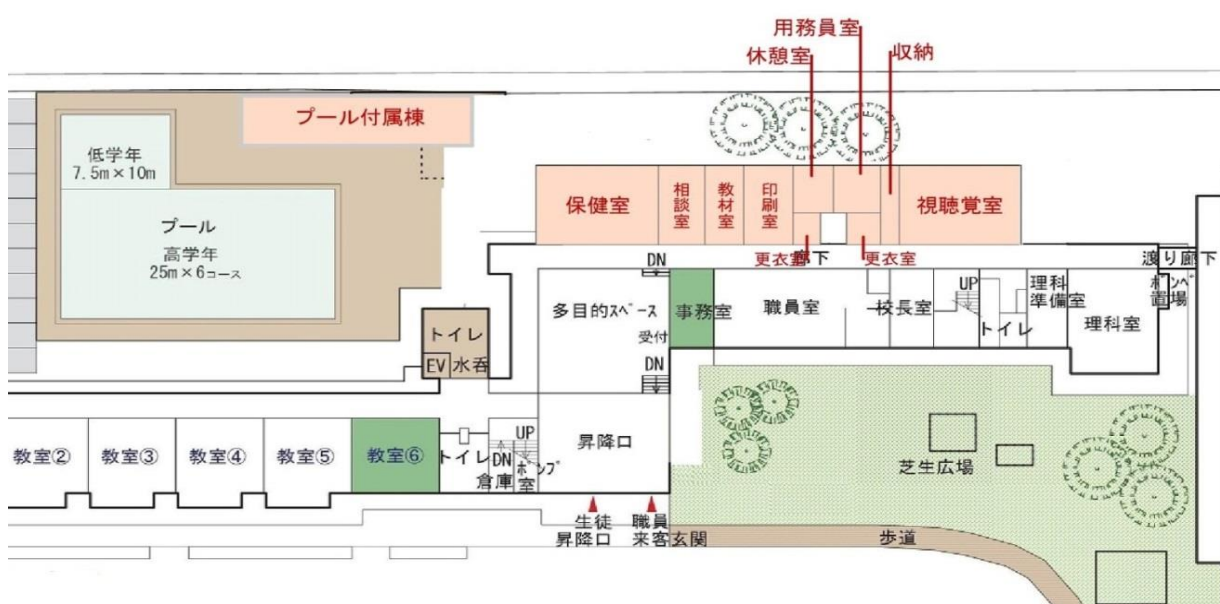 用務員室
休憩室
収納
プール付属棟
低学年
7.5m×10m
プール
高学年
25m×6コース
保健室
相談室
教材室
印刷室
視聴覚室
更衣室
廊下
更衣室
渡り廊下
DN
多目的スペース
受付
DN
事務室
職員室
校長室
UP
トイレ
理科
準備室
理科室
ボンベ
置場
トイレ
EV
水呑
教室②
教室③
教室④
教室⑤
教室⑥
トイレ
DN
倉庫
UP
ポンプ
室
昇降口
芝生広場
生徒
昇降口
職員
来客玄関
歩道